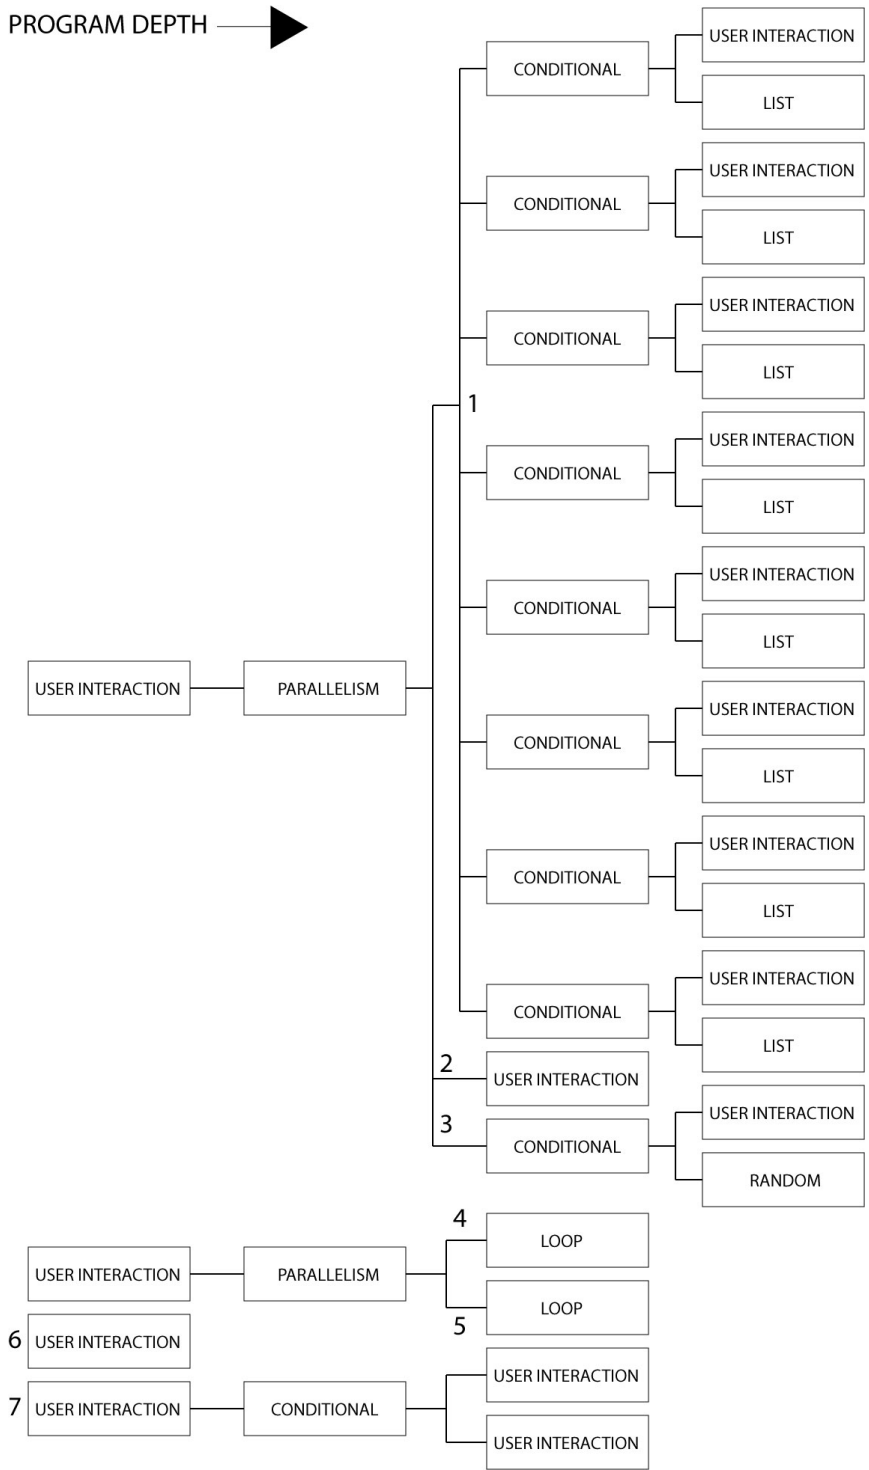 PROGRAM DEPTH
USER INTERACTION
CONDITIONAL
LIST
USER INTERACTION
CONDITIONAL
LIST
USER INTERACTION
CONDITIONAL
LIST
1
USER INTERACTION
CONDITIONAL
LIST
USER INTERACTION
CONDITIONAL
LIST
USER INTERACTION
PARALLELISM
USER INTERACTION
CONDITIONAL
LIST
USER INTERACTION
CONDITIONAL
LIST
USER INTERACTION
CONDITIONAL
LIST
2
USER INTERACTION
3
USER INTERACTION
CONDITIONAL
RANDOM
4
LOOP
USER INTERACTION
PARALLELISM
LOOP
5
6
USER INTERACTION
7
USER INTERACTION
CONDITIONAL
USER INTERACTION
USER INTERACTION